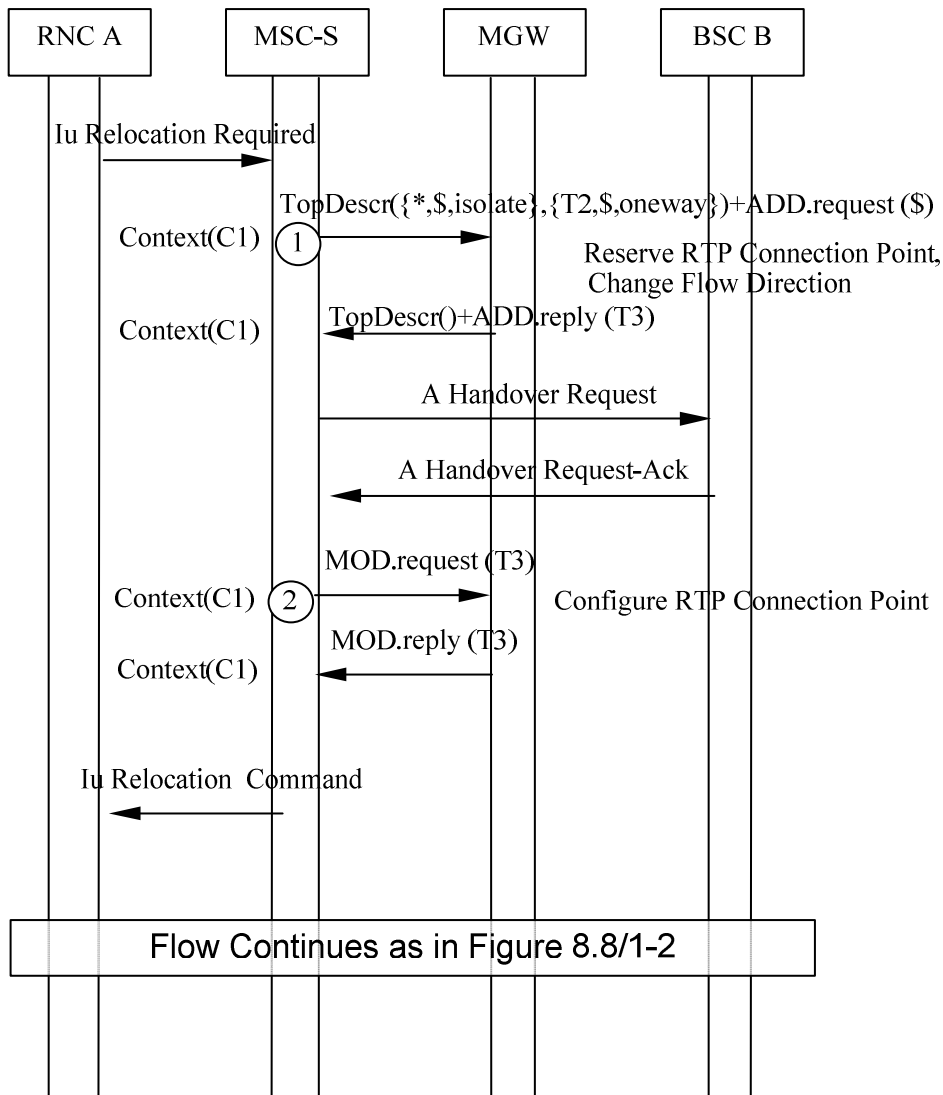 RNC A
MSC-S
MGW
BSC B
Iu Relocation Required
TopDescr({*,$,isolate},{T2,$,oneway})+ADD.request ($)
Context(C1)
1
Reserve RTP Connection Point,
Change Flow Direction
TopDescr()+ADD.reply (T3)
Context(C1)
A Handover Request
A Handover Request-Ack
MOD.request (T3)
Context(C1)
2
Configure RTP Connection Point
MOD.reply (T3)
Context(C1)
Iu Relocation Command
Flow Continues as in Figure 8.8/1-2